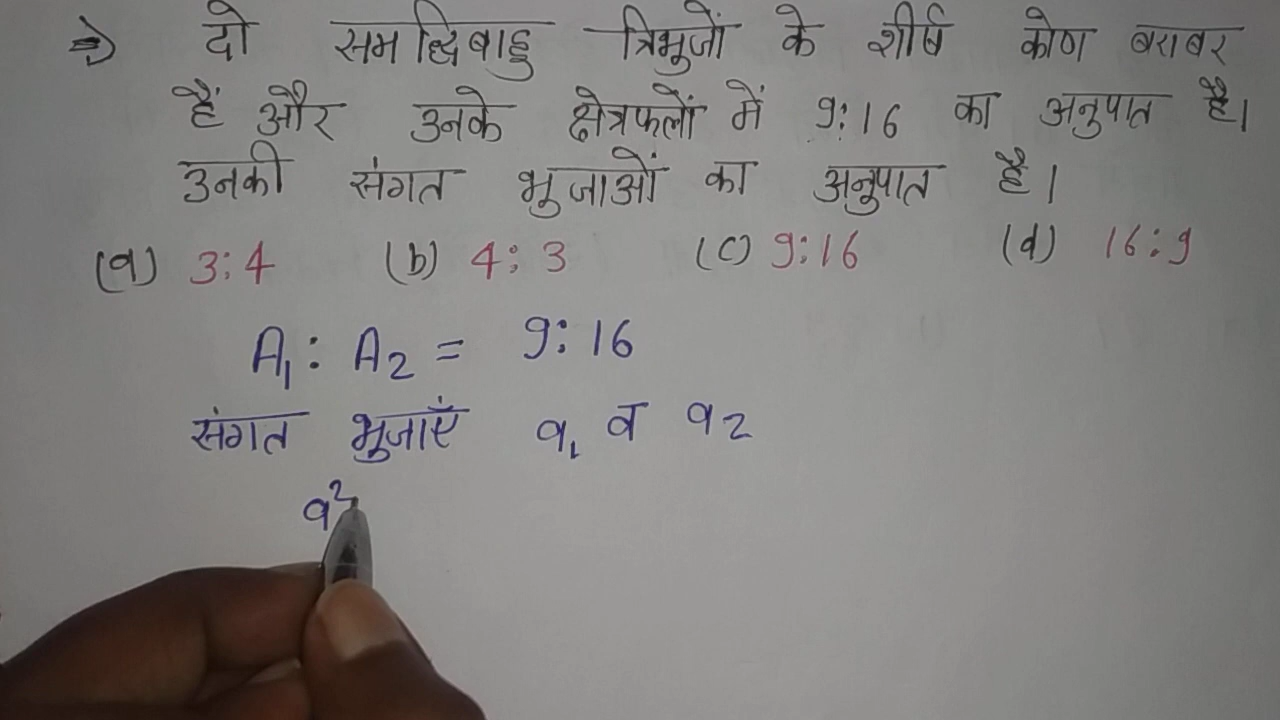 => दो समद्विबाहु त्रिभुजों के शीर्ष कोण बराबर
हैं और उनके क्षेत्रफलों में 9:16 का अनुपात है।
उनकी संगत भुजाओं का अनुपात है।
(a) 3:4 (b) 4:3 (c) 9:16 (d) 16:9
A₁ : A₂ = 9:16
संगत भुजाएँ a₁ व a₂
a²